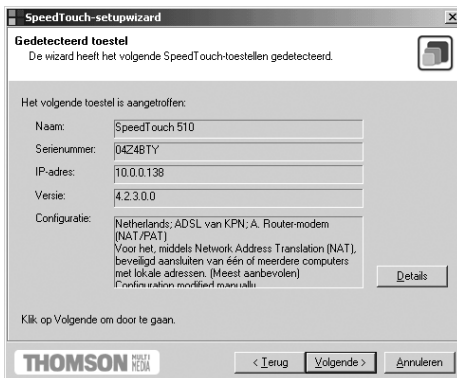 SpeedTouch-setupwizard
Gedetecteerd toestel
De wizard heeft het volgende SpeedTouch-toestellen gedetecteerd.
Het volgende toestel is aangetroffen:
Naam: SpeedTouch 510
Serienummer: 04Z4BTY
IP-adres: 10.0.0.138
Versie: 4.2.3.0.0
Configuratie: Netherlands; ADSL van KPN; A. Router-modem
(NAT/PAT)
Voor het, middels Network Address Translation (NAT),
beveiligd aansluiten van één of meerdere computers
met lokale adressen. (Meest aanbevolen)
Configuration modified manually
Details
Klik op Volgende om door te gaan.
THOMSON MULTI MEDIA
< Terug Volgende > Annuleren